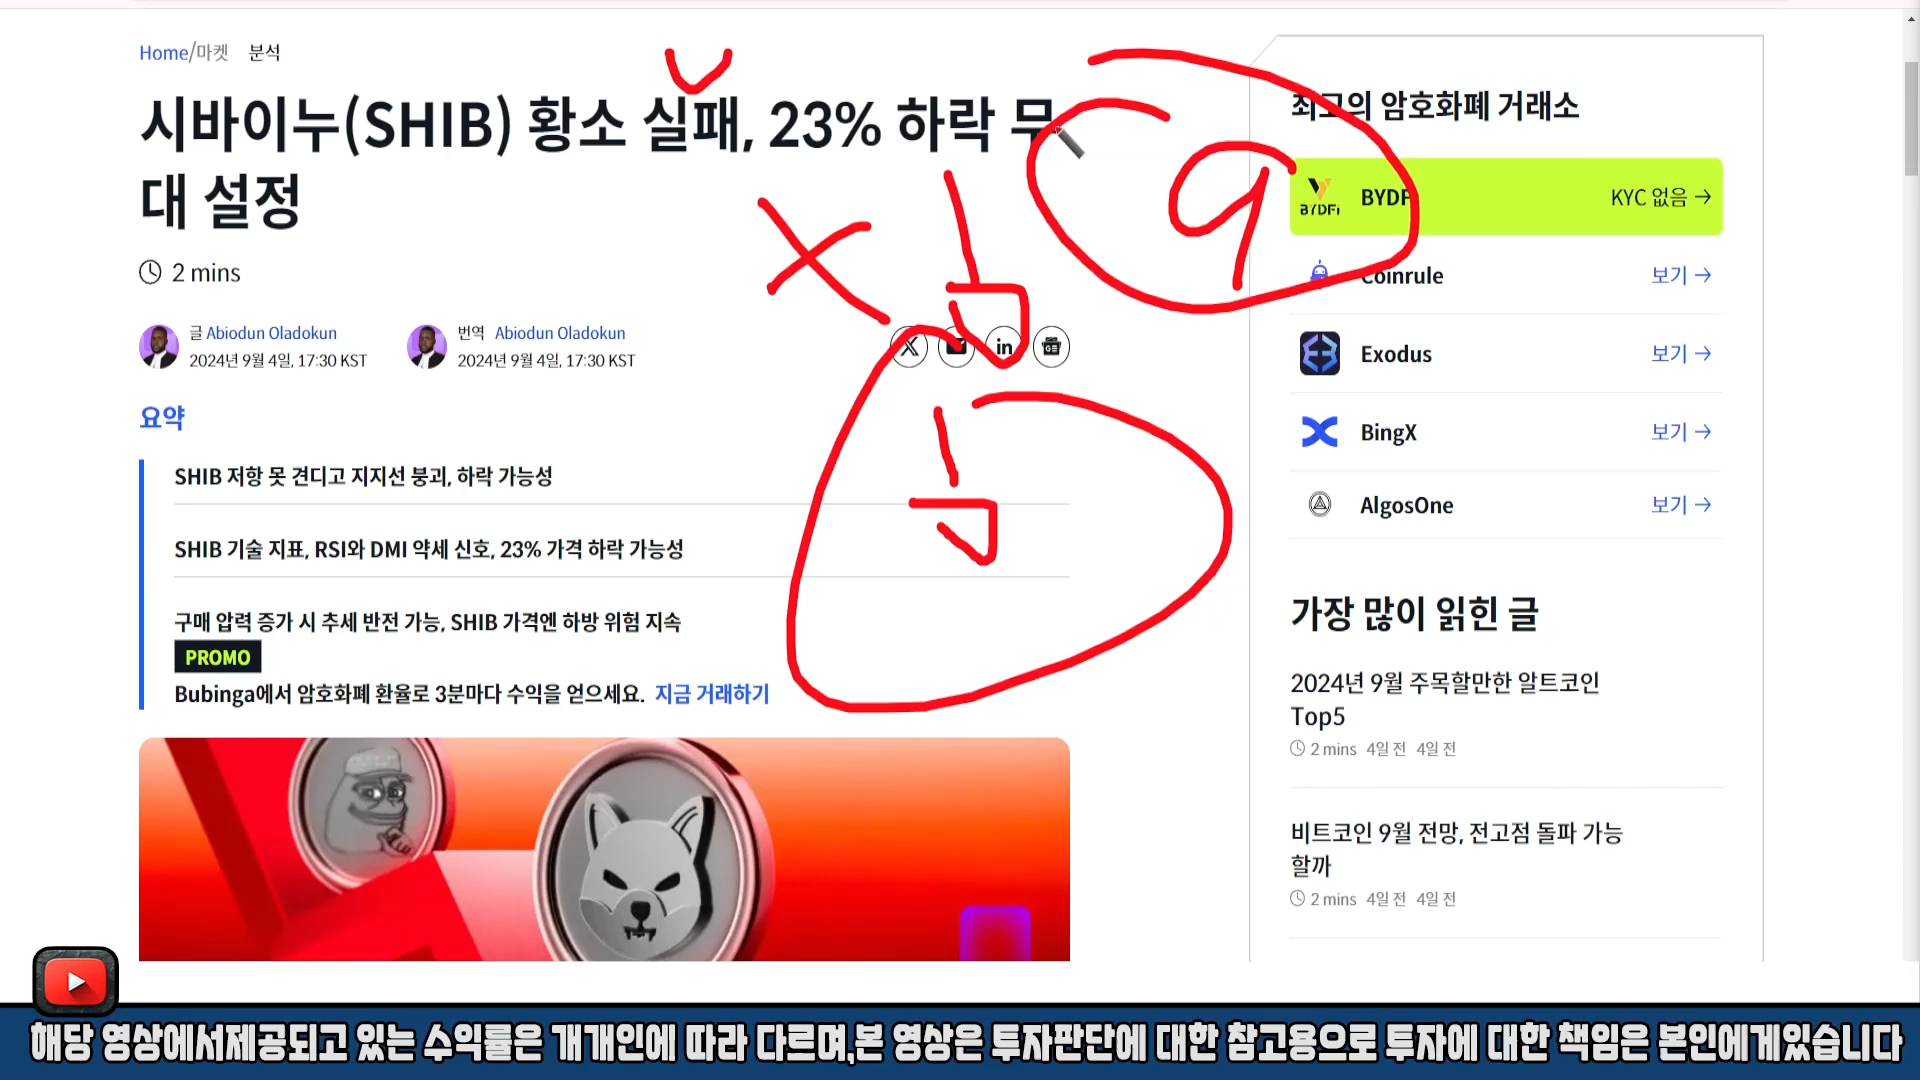 Home/마켓 분석
시바이누(SHIB) 황소 실패, 23% 하락 무
대 설정
2 mins
글 Abiodun Oladokun
2024년 9월 4일, 17:30 KST
번역 Abiodun Oladokun
2024년 9월 4일, 17:30 KST
요약
SHIB 저항 못 견디고 지지선 붕괴, 하락 가능성
SHIB 기술 지표, RSI와 DMI 약세 신호, 23% 가격 하락 가능성
구매 압력 증가 시 추세 반전 가능, SHIB 가격엔 하방 위험 지속
PROMO
Bubinga에서 암호화폐 환율로 3분마다 수익을 얻으세요. 지금 거래하기
9
최고의 암호화폐 거래소
BYDFi BYDFi KYC 없음 →
Coinrule 보기 →
Exodus 보기 →
BingX 보기 →
AlgosOne 보기 →
가장 많이 읽힌 글
2024년 9월 주목할만한 알트코인
Top5
2 mins 4일 전 4일 전
비트코인 9월 전망, 전고점 돌파 가능
할까
2 mins 4일 전 4일 전
해당 영상에서제공되고 있는 수익률은 개개인에 따라 다르며,본 영상은 투자판단에 대한 참고용으로 투자에 대한 책임은 본인에게있습니다